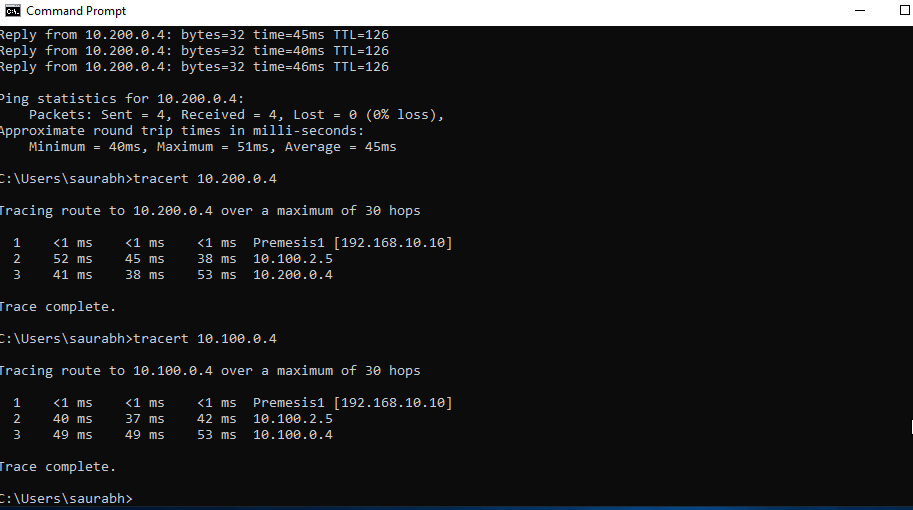 Command Prompt
Reply from 10.200.0.4: bytes=32 time=45ms TTL=126
Reply from 10.200.0.4: bytes=32 time=40ms TTL=126
Reply from 10.200.0.4: bytes=32 time=46ms TTL=126
Ping statistics for 10.200.0.4:
    Packets: Sent = 4, Received = 4, Lost = 0 (0% loss),
Approximate round trip times in milli-seconds:
    Minimum = 40ms, Maximum = 51ms, Average = 45ms
C:\Users\saurabh>tracert 10.200.0.4
Tracing route to 10.200.0.4 over a maximum of 30 hops
  1    <1 ms    <1 ms    <1 ms  Premesis1 [192.168.10.10]
  2    52 ms    45 ms    38 ms  10.100.2.5
  3    41 ms    38 ms    53 ms  10.200.0.4
Trace complete.
C:\Users\saurabh>tracert 10.100.0.4
Tracing route to 10.100.0.4 over a maximum of 30 hops
  1    <1 ms    <1 ms    <1 ms  Premesis1 [192.168.10.10]
  2    40 ms    37 ms    42 ms  10.100.2.5
  3    49 ms    49 ms    53 ms  10.100.0.4
Trace complete.
C:\Users\saurabh>